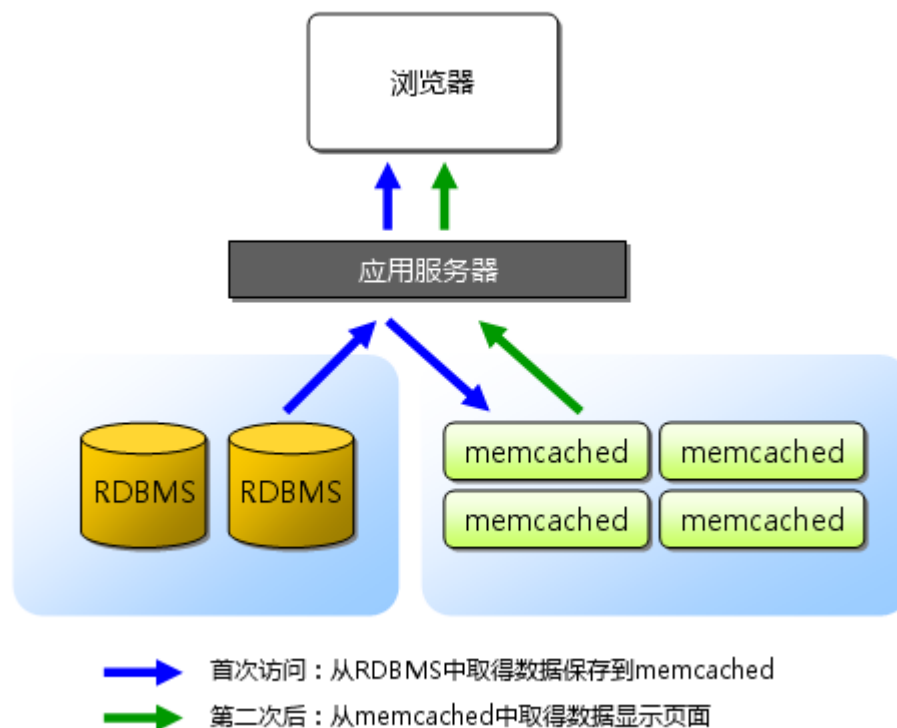 浏览器
应用服务器
RDBMS RDBMS
memcached memcached
memcached memcached
首次访问：从RDBMS中取得数据保存到memcached
第二次后：从memcached中取得数据显示页面